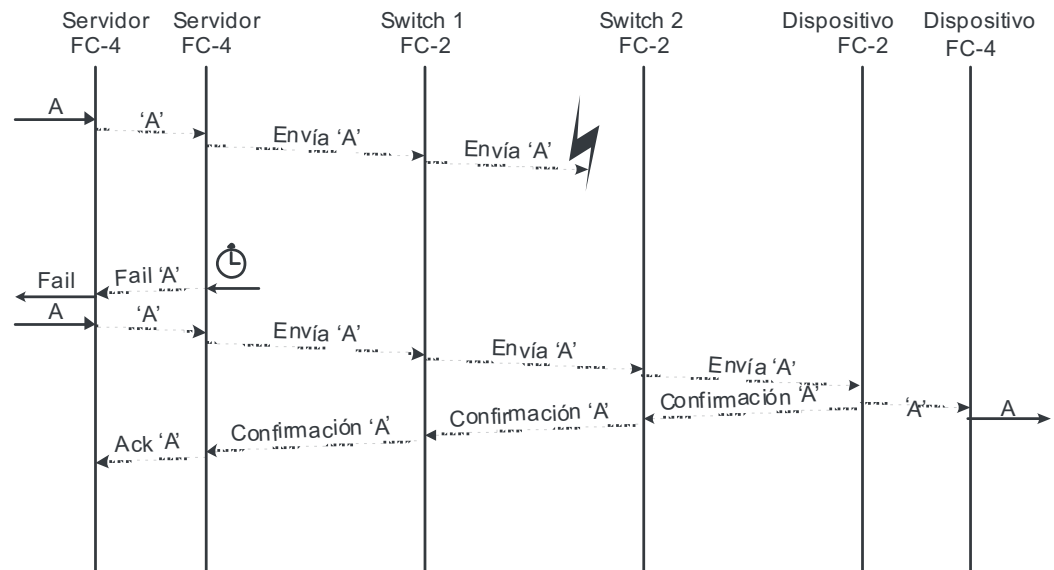 Servidor
FC-4
Servidor
FC-4
Switch 1
FC-2
Switch 2
FC-2
Dispositivo
FC-2
Dispositivo
FC-4
A
‘A’
Envía ‘A’
Envía ‘A’
Fail
Fail ‘A’
A
‘A’
Envía ‘A’
Envía ‘A’
Envía ‘A’
‘A’
A
Confirmación ‘A’
Confirmación ‘A’
Confirmación ‘A’
Ack ‘A’